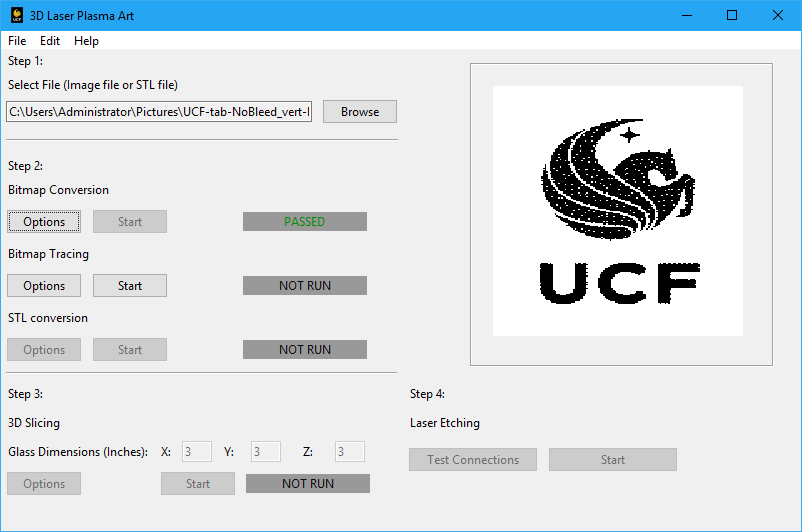 UCF 3D Laser Plasma Art
File Edit Help
Step 1:
Select File (Image file or STL file)
C:\Users\Administrator\Pictures\UCF-tab-NoBleed_vert- Browse
Step 2:
Bitmap Conversion
Options Start PASSED
Bitmap Tracing
Options Start NOT RUN
STL conversion
Options Start NOT RUN
Step 3:
3D Slicing
Glass Dimensions (Inches): X: 3 Y: 3 Z: 3
Options Start NOT RUN
UCF
Step 4:
Laser Etching
Test Connections Start